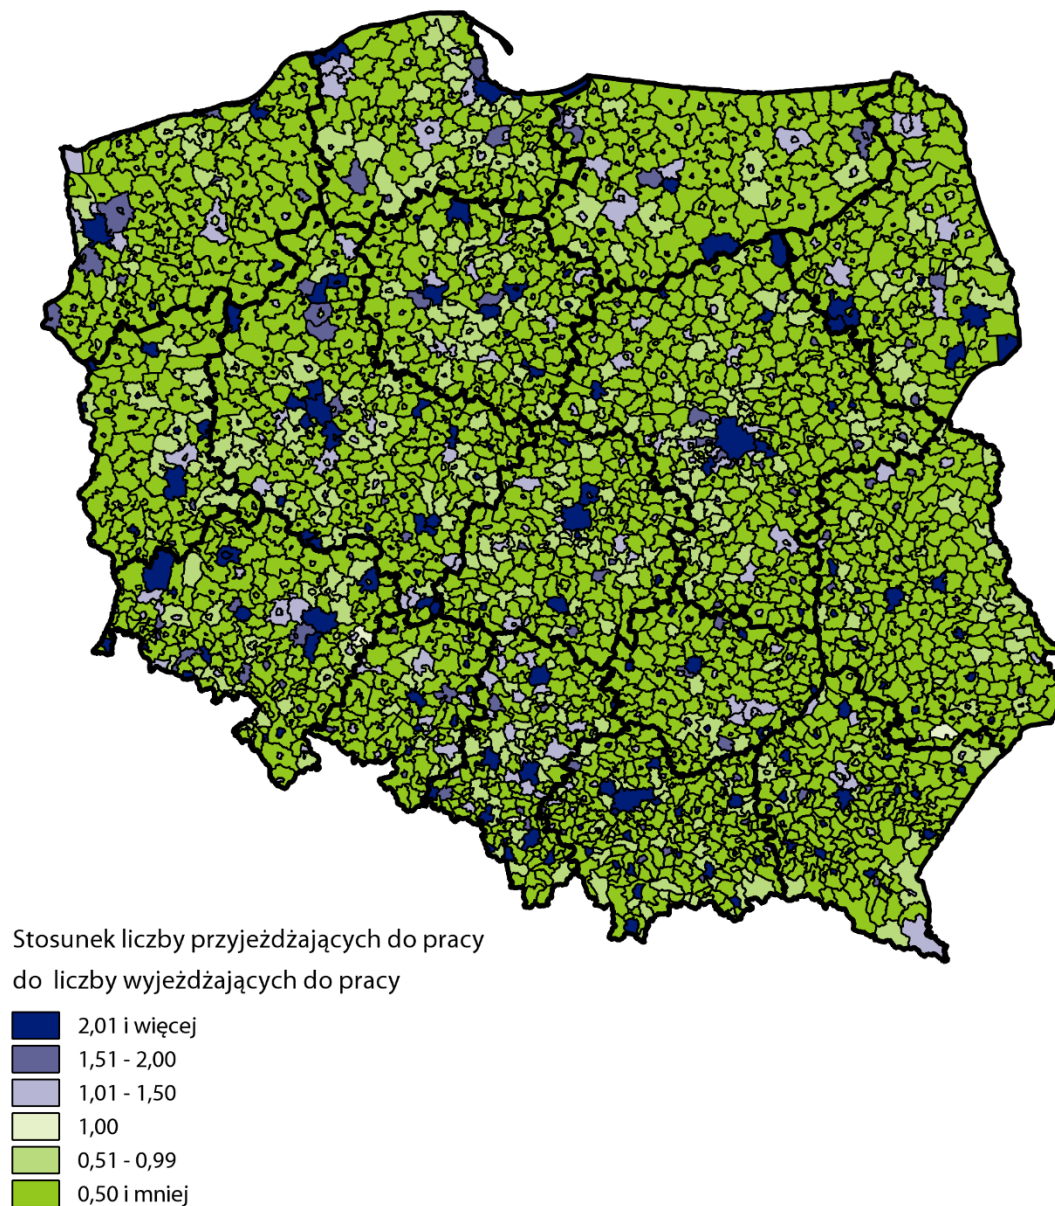 Stosunek liczby przyjeżdżających do pracy
do liczby wyjeżdżających do pracy
2,01 i więcej
1,51 - 2,00
1,01 - 1,50
1,00
0,51 - 0,99
0,50 i mniej